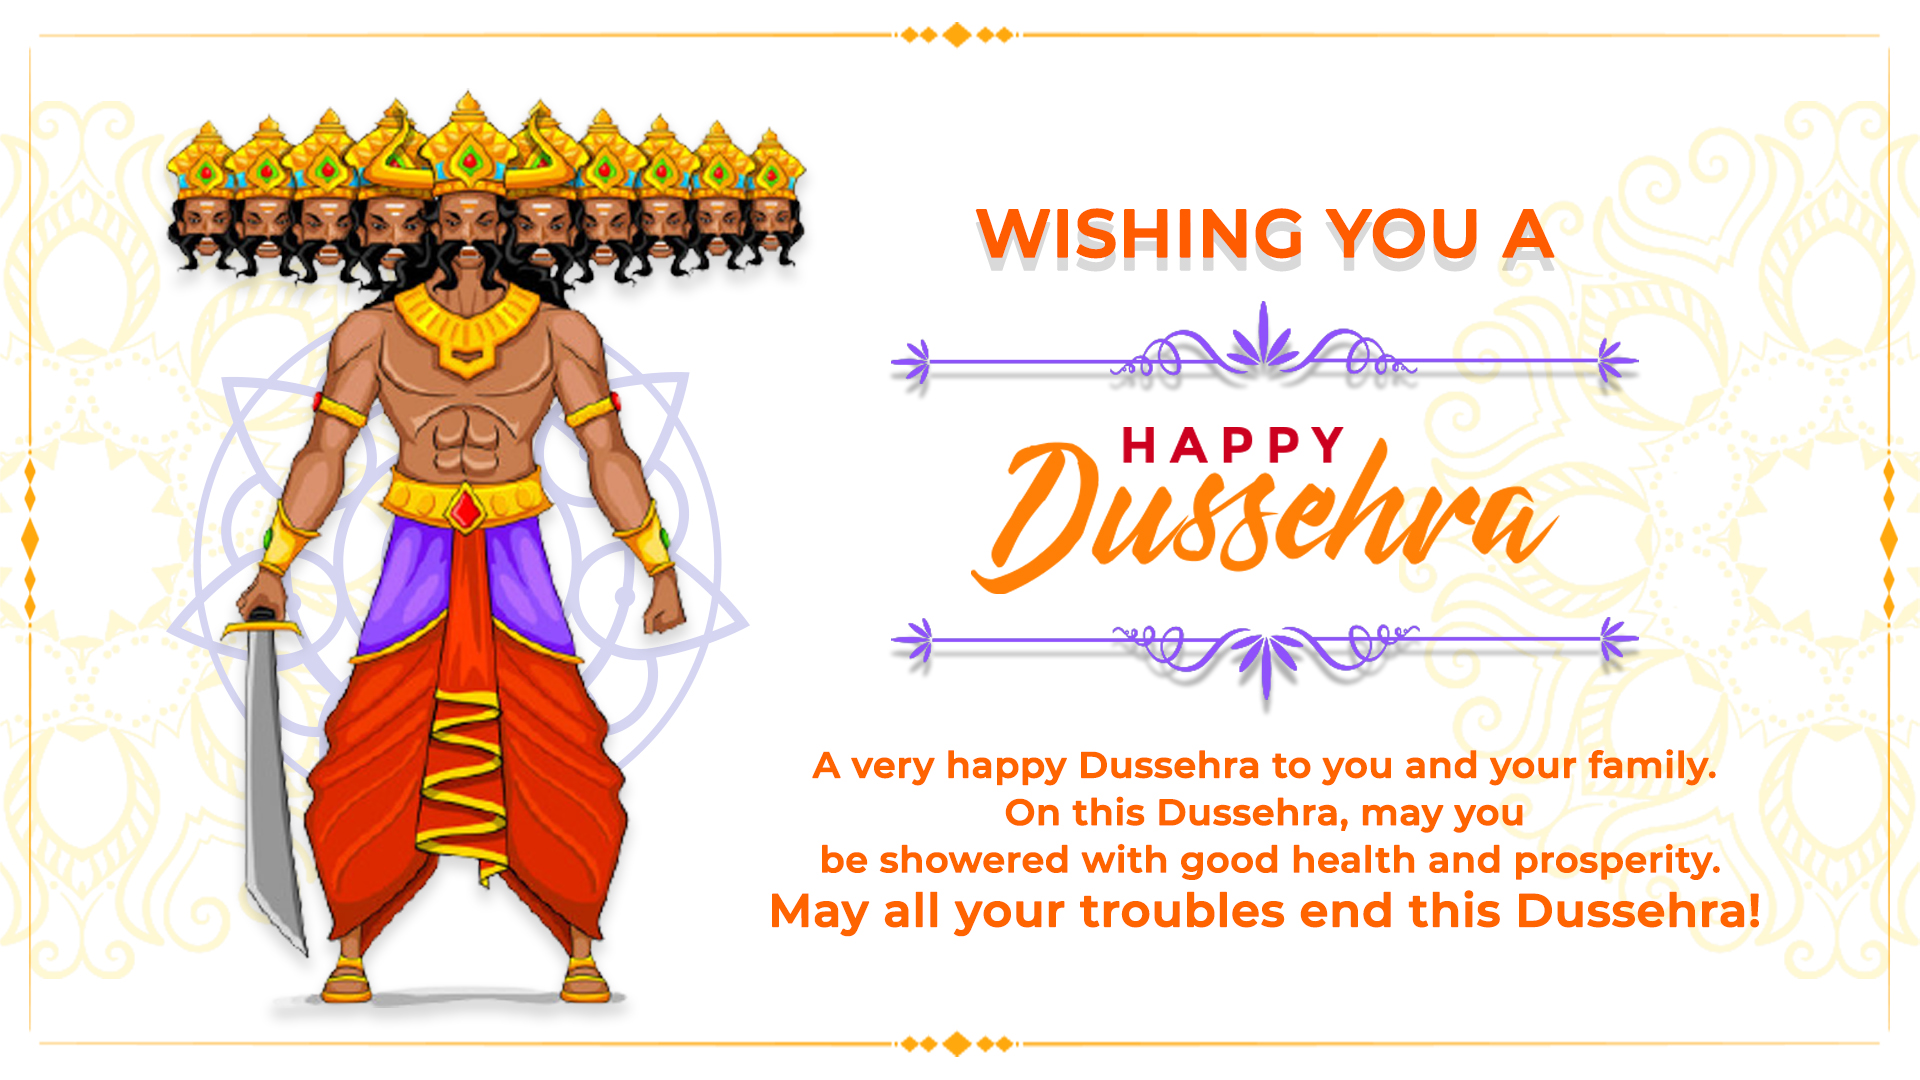 WISHING YOU A
HAPPY
Dussehra
A very happy Dussehra to you and your family.
On this Dussehra, may you
be showered with good health and prosperity.
May all your troubles end this Dussehra!